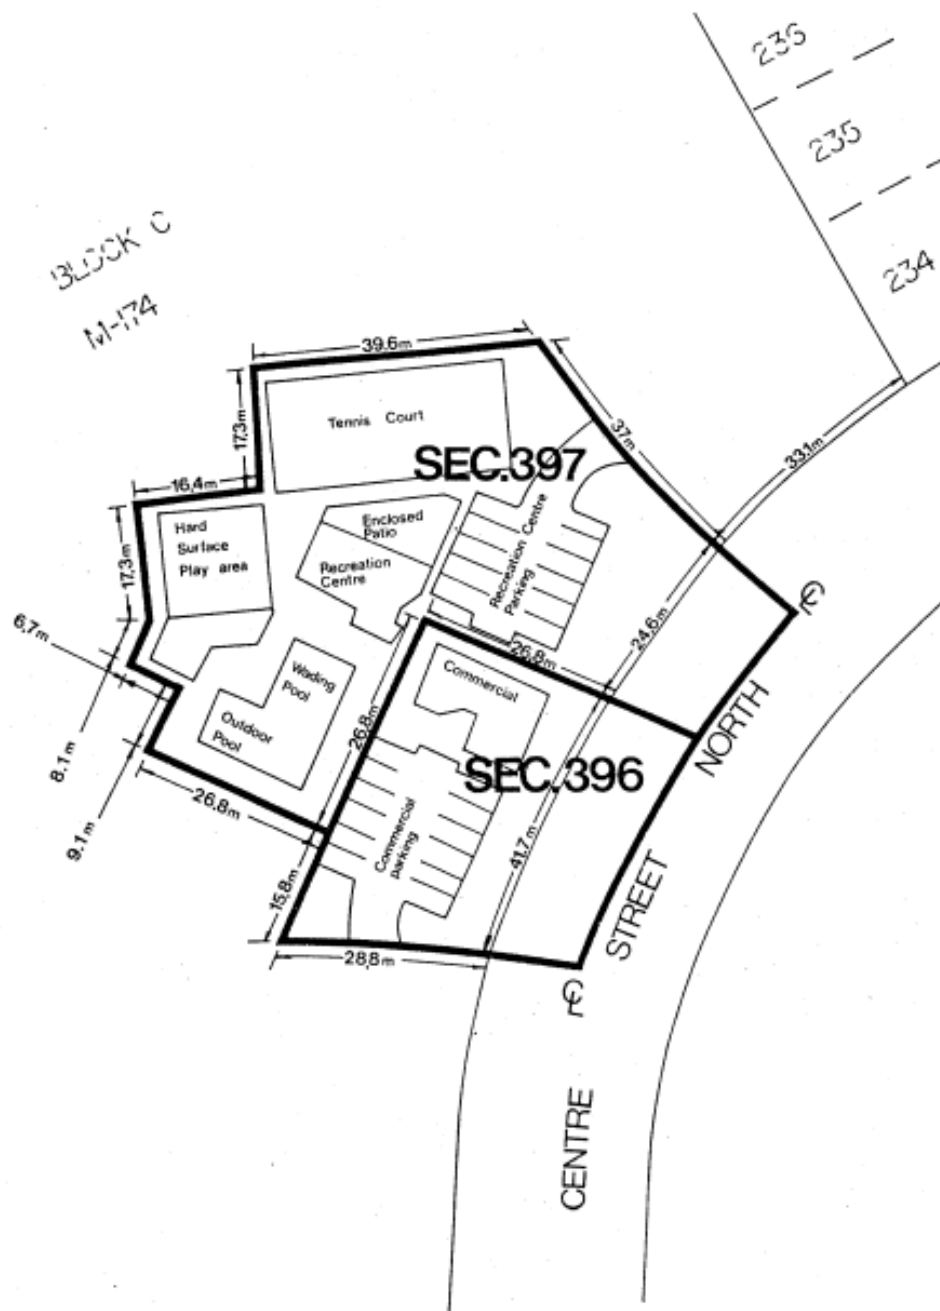 236
235
234
BLOCK C
M-174
39.6m
37m
33.1m
17.3m
Tennis Court
SEC.397
16.4m
Hard
Surface
Play area
Enclosed
Patio
Recreation
Centre
Recreation Centre
Parking
17.3m
6.7m
8.1m
9.1m
Wading
Pool
Outdoor
Pool
26.8m
24.6m
26.8m
26.8m
Commercial
SEC.396
Commercial
parking
41.7m
15.8m
28.8m
CL
CL
NORTH
STREET
CENTRE